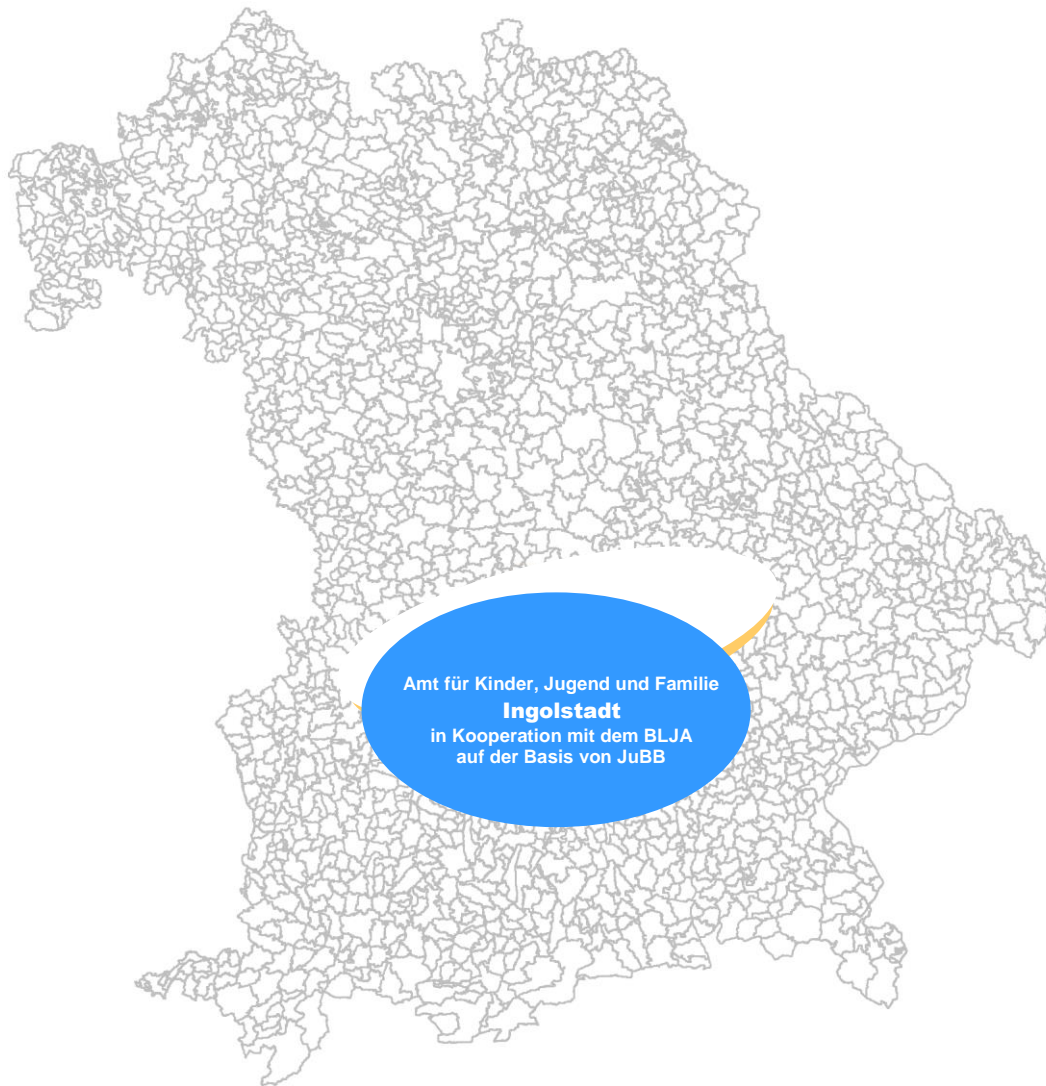 Amt für Kinder, Jugend und Familie
Ingolstadt
in Kooperation mit dem BLJA
auf der Basis von JuBB